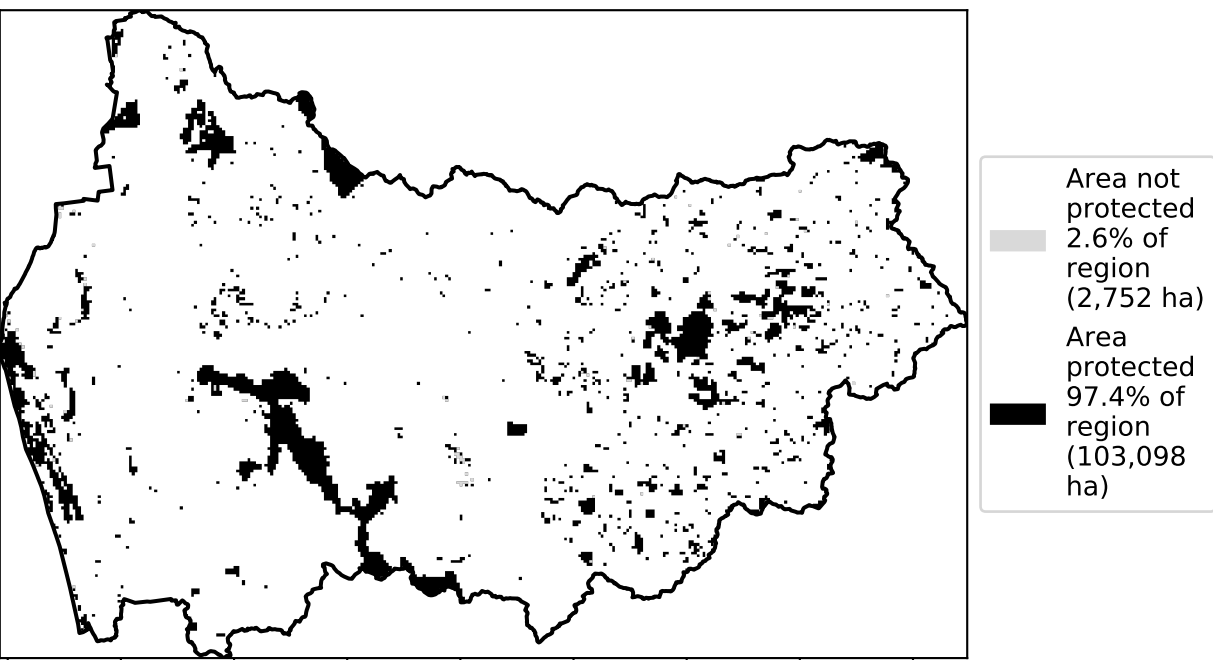 Area not
protected
2.6% of
region
(2,752 ha)
Area
protected
97.4% of
region
(103,098
ha)